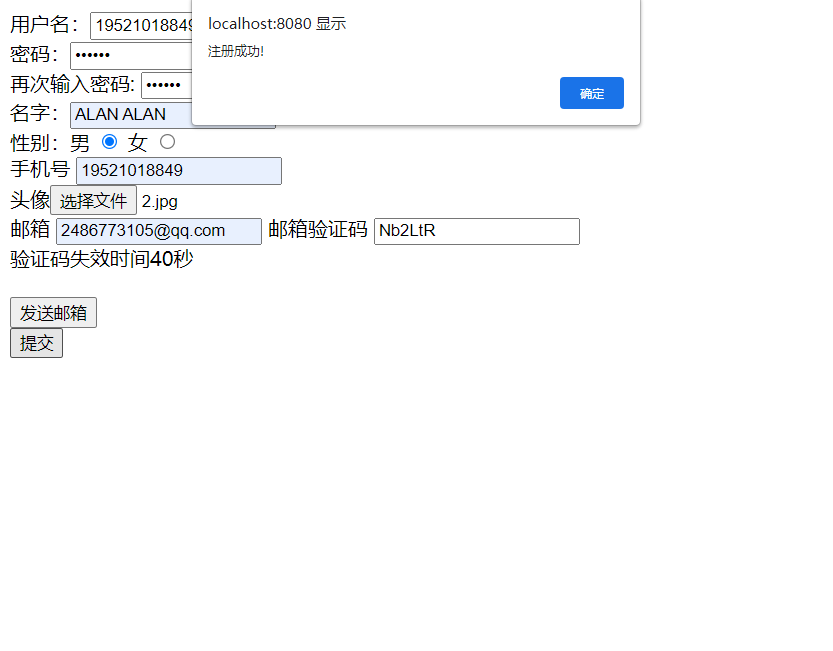 localhost:8080 显示
注册成功!
确定
用户名： 19521018849
密码： ••••••
再次输入密码: ••••••
名字： ALAN ALAN
性别： 男 女
手机号 19521018849
头像 选择文件 2.jpg
邮箱 2486773105@qq.com 邮箱验证码 Nb2LtR
验证码失效时间40秒
发送邮箱
提交